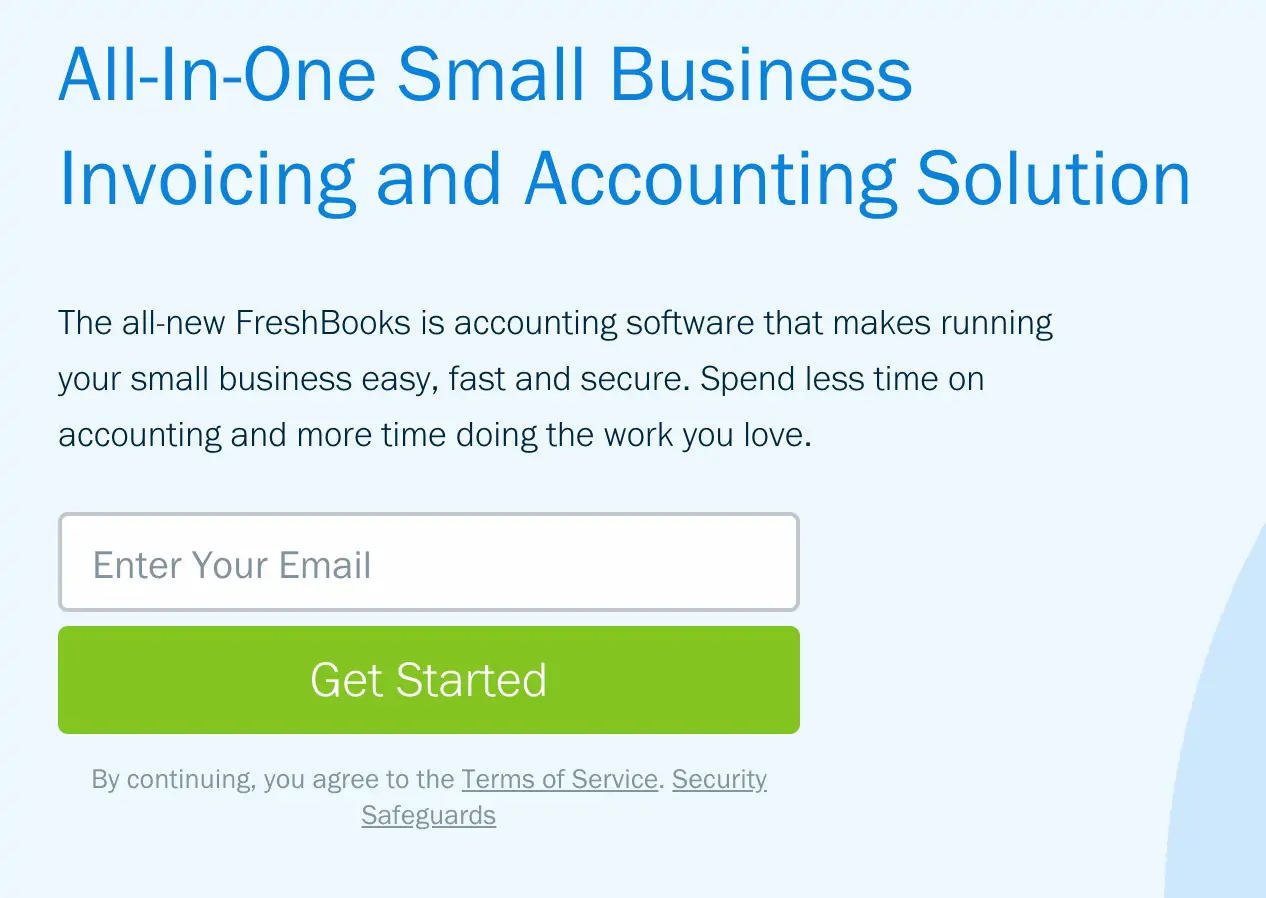 All-In-One Small Business
Invoicing and Accounting Solution
The all-new FreshBooks is accounting software that makes running
your small business easy, fast and secure. Spend less time on
accounting and more time doing the work you love.
Enter Your Email
Get Started
By continuing, you agree to the Terms of Service. Security
Safeguards